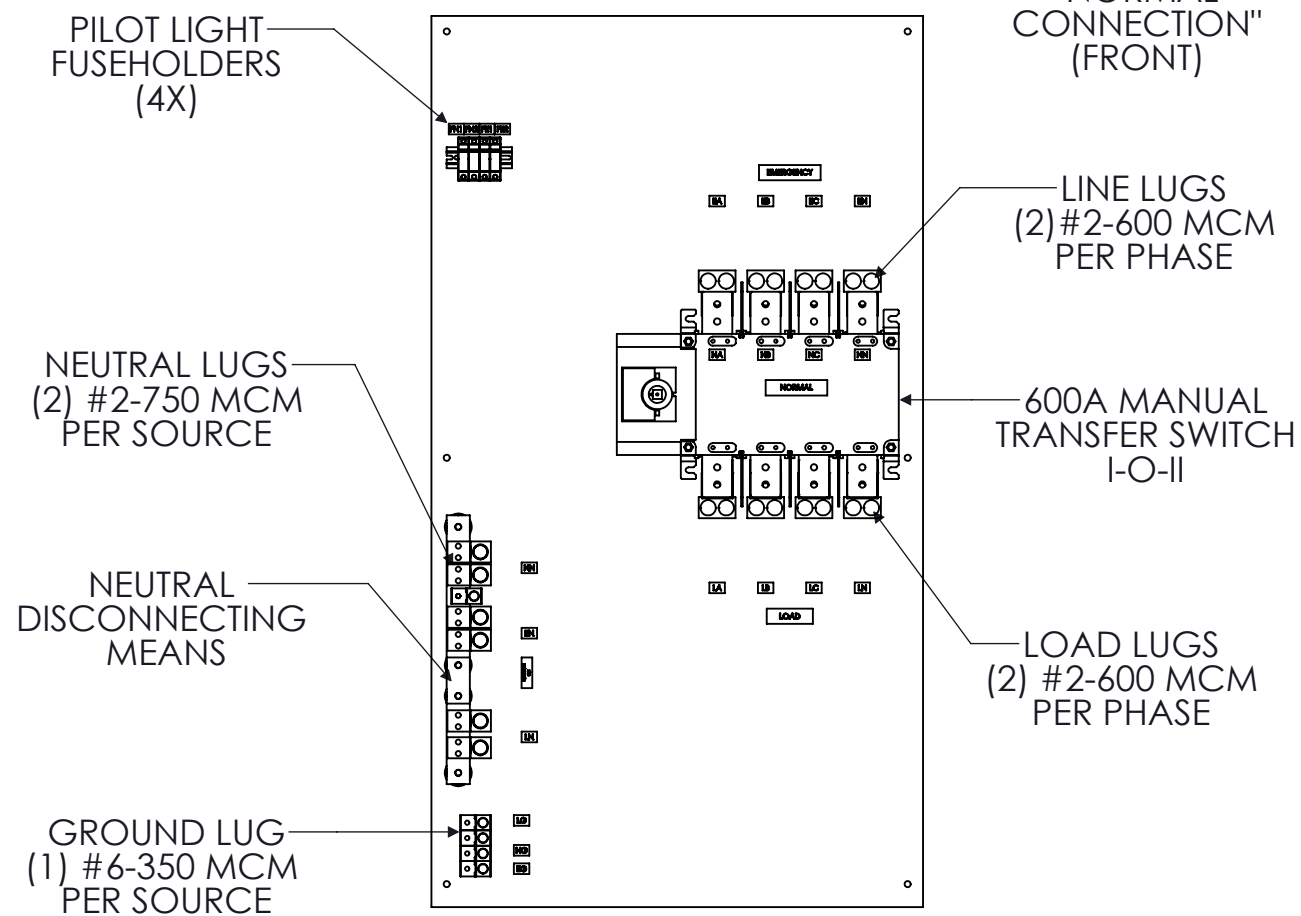 PILOT LIGHT
FUSEHOLDERS
(4X)
NORMAL
CONNECTION"
(FRONT)
EMERGENCY
EA EB EC EN
LINE LUGS
(2)#2-600 MCM
PER PHASE
NA NB NC NN
NORMAL
600A MANUAL
TRANSFER SWITCH
I-O-II
NEUTRAL LUGS
(2) #2-750 MCM
PER SOURCE
NN
NEUTRAL
DISCONNECTING
MEANS
EN
LA LB LC LN
LOAD
LOAD LUGS
(2) #2-600 MCM
PER PHASE
LN
GROUND LUG
(1) #6-350 MCM
PER SOURCE
LG
NG
EG